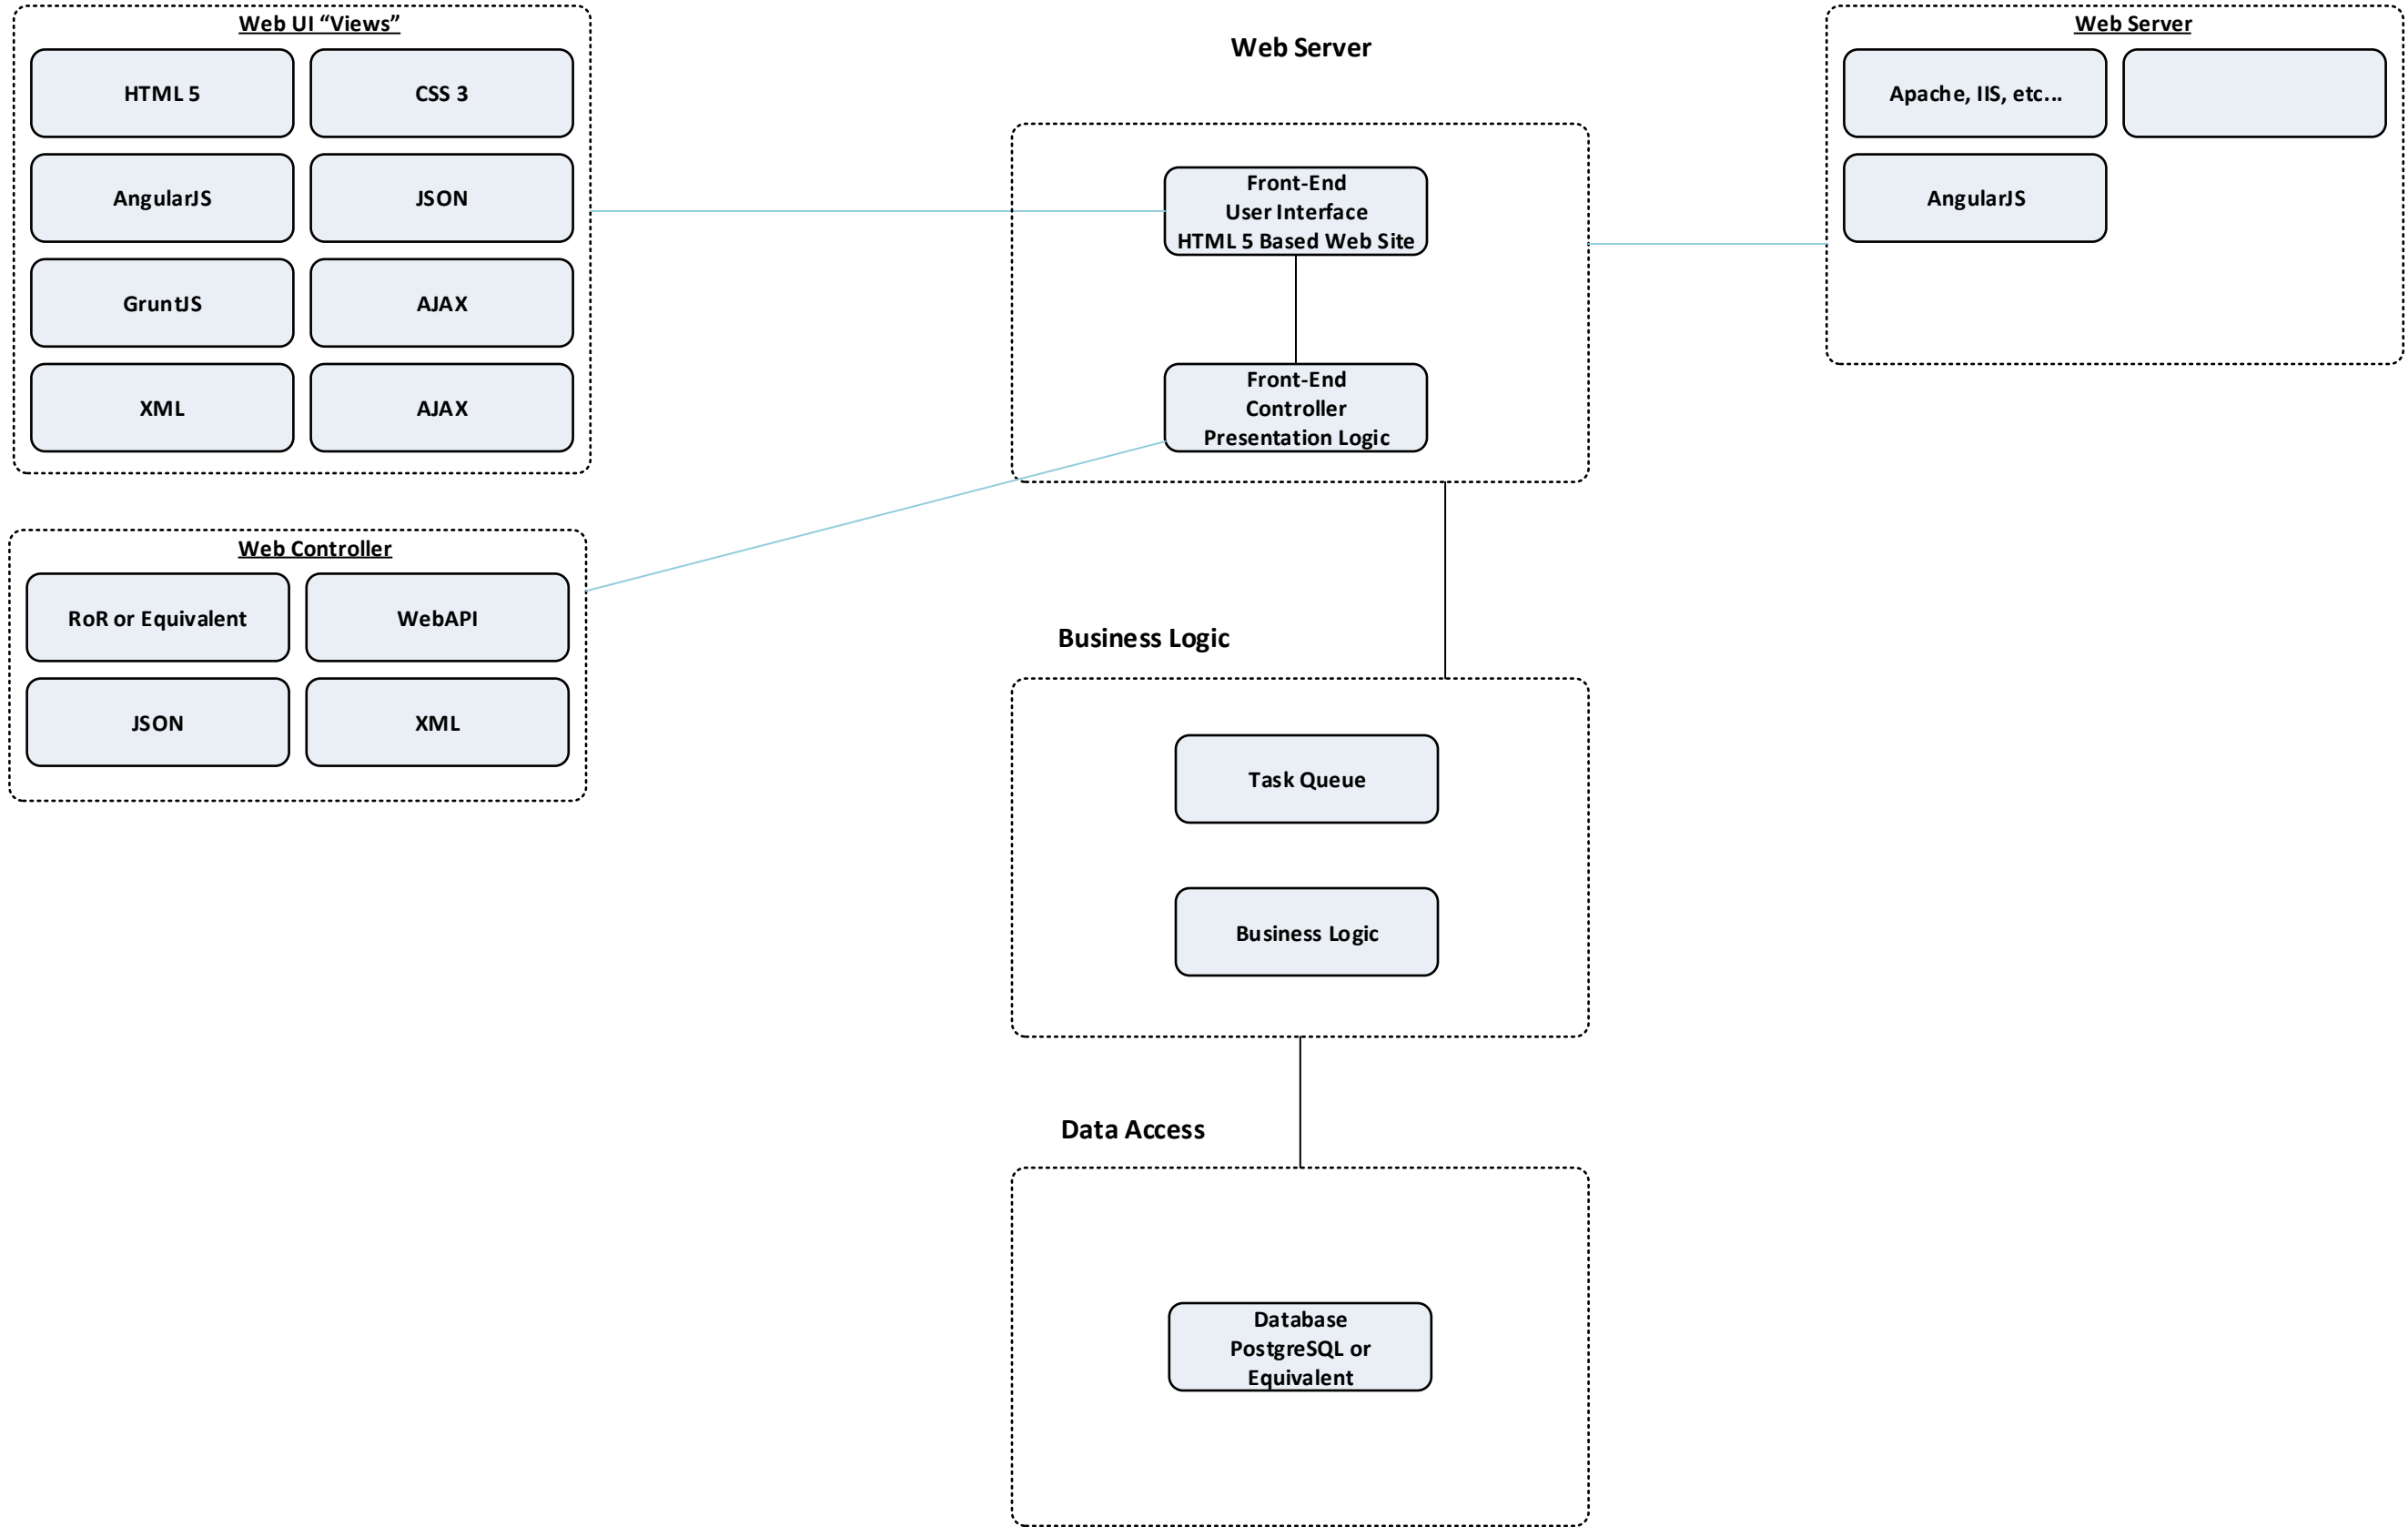 Web UI “Views”
HTML 5
CSS 3
AngularJS
JSON
GruntJS
AJAX
XML
AJAX
Web Controller
RoR or Equivalent
WebAPI
JSON
XML
Web Server
Front-End
User Interface
HTML 5 Based Web Site
Front-End
Controller
Presentation Logic
Business Logic
Task Queue
Business Logic
Data Access
Database
PostgreSQL or
Equivalent
Web Server
Apache, IIS, etc...
AngularJS